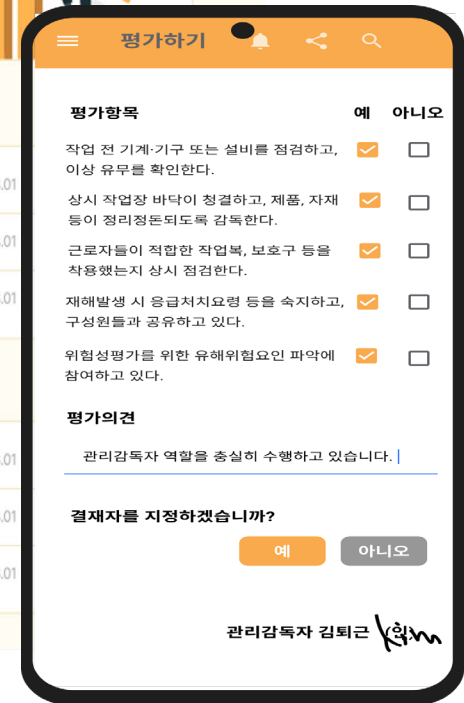 평가하기
평가항목 예 아니오
작업 전 기계·기구 또는 설비를 점검하고,
이상 유무를 확인한다.
상시 작업장 바닥이 청결하고, 제품, 자재
등이 정리정돈되도록 감독한다.
근로자들이 적합한 작업복, 보호구 등을
착용했는지 상시 점검한다.
재해발생 시 응급처치요령 등을 숙지하고,
구성원들과 공유하고 있다.
위험성평가를 위한 유해위험요인 파악에
참여하고 있다.
평가의견
관리감독자 역할을 충실히 수행하고 있습니다.
결재자를 지정하겠습니까?
예 아니오
관리감독자 김퇴근 (인) kim
.01
.01
.01
.01
.01
.01